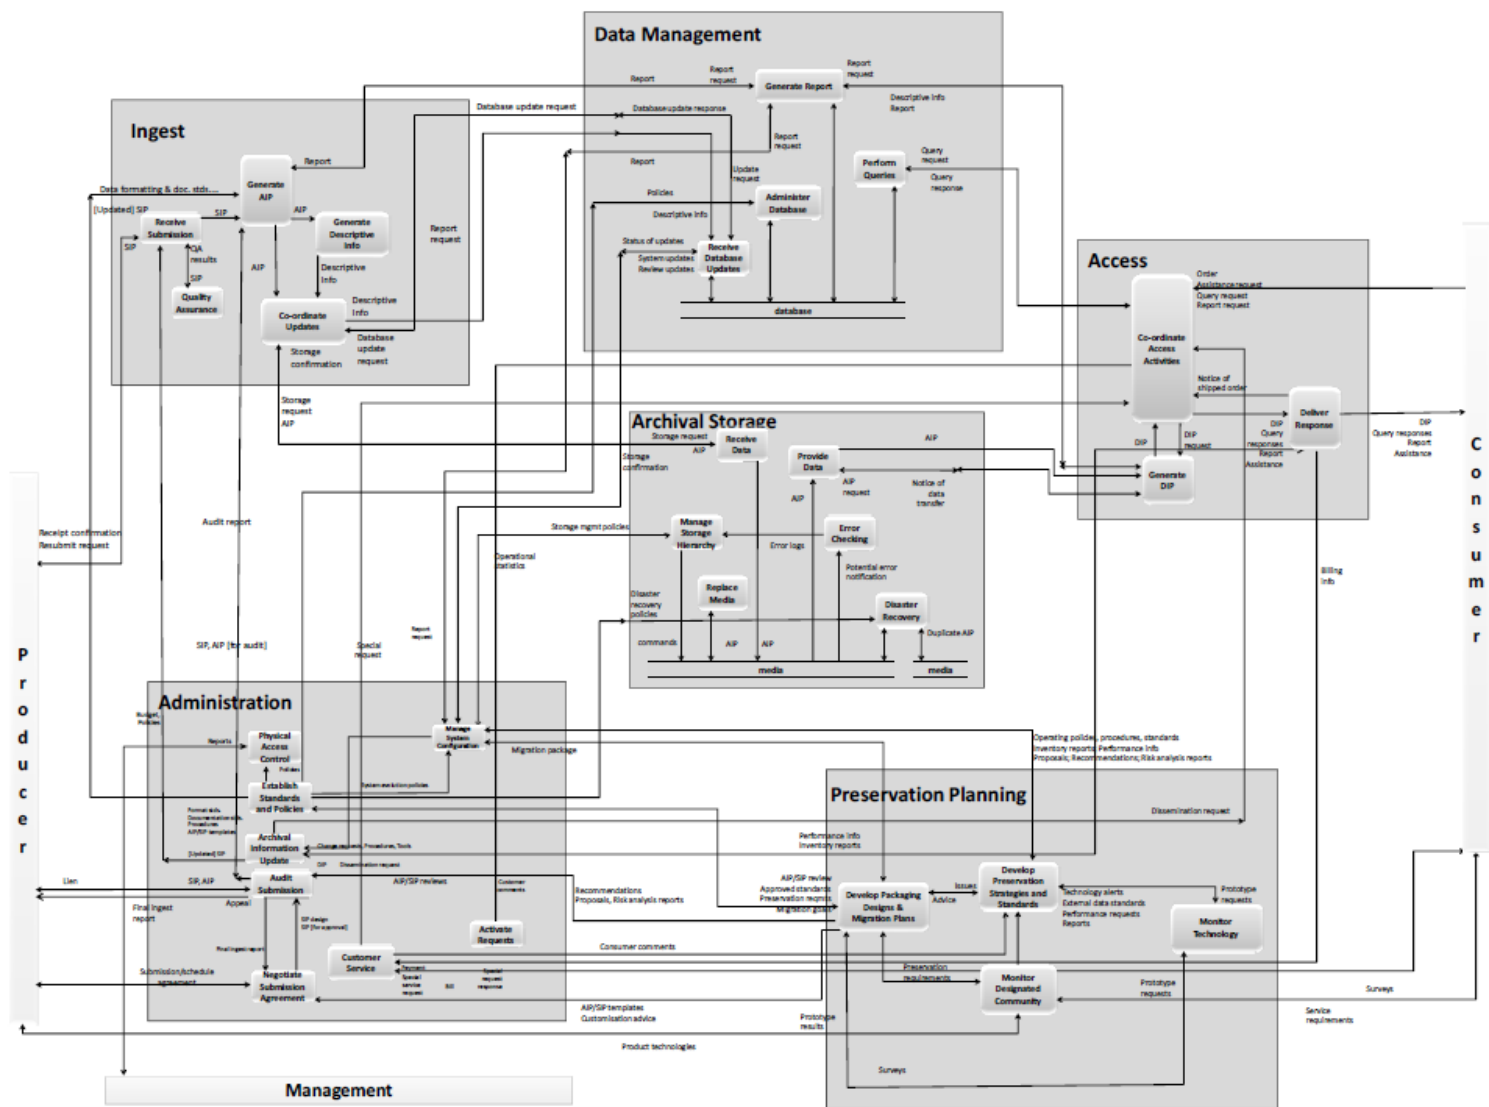 Data Management
Report
Report
request
Generate Report
Report
request
Descriptive info
Report
Database update request
Database update response
Ingest
Report
request
Report
Query
request
Perform
Queries
Query
response
Report
Update
request
Generate
AIP
Data formatting & doc. stds....
[Updated] SIP
SIP
AIP
Receive
Submission
SIP
QA
results
SIP
Quality
Assurance
Generate
Descriptive
Info
AIP
Descriptive
Info
Descriptive
Info
Co-ordinate
Updates
Storage
confirmation
Database
update
request
Report
request
Policies
Administer
Database
Descriptive info
Status of updates
System updates
Review updates
Receive
Database
Updates
database
Access
Order
Assistance request
Query request
Report request
Co-ordinate
Access
Activities
Notice of
shipped order
Deliver
Response
DIP
DIP
request
DIP
Query
responses
Report
Assistance
DIP
Query responses
Report
Assistance
Generate
DIP
Storage
request
AIP
Archival Storage
Storage request
AIP
Storage
confirmation
Receive
Data
Provide
Data
AIP
AIP
request
AIP
Notice of
data
transfer
Storage mgmt policies
Manage
Storage
Hierarchy
Error logs
Error
Checking
Potential error
notification
Replace
Media
Disaster
recovery
policies
Disaster
Recovery
Duplicate AIP
commands
AIP
AIP
media
media
Consumer
Producer
Receipt confirmation
Resubmit request
Audit report
Operational
statistics
Billing
info
Report
request
SIP, AIP [for audit]
Special
request
Administration
Budget,
Policies
Reports
Physical
Access
Control
Policies
Manage
System
Configuration
Migration package
System evolution policies
Establish
Standards
and Policies
Format stds.
Documentation stds.
Procedures
AIP/SIP templates
Archival
Information
Update
Change requests, Procedures, Tools
[Updated] SIP
DIP
Dissemination request
Audit
Submission
Lien
SIP, AIP
Appeal
Final ingest
report
AIP/SIP reviews
Customer
comments
Recommendations
Proposals, Risk analysis reports
SIP design
SIP [for approval]
Final ingest report
Activate
Requests
Customer
Service
Consumer comments
Submission/schedule
agreement
Negotiate
Submission
Agreement
Payment
Special
service
request
Bill
Special
response
AIP/SIP templates
Customisation advice
Product technologies
Management
Operating policies, procedures, standards
Inventory reports, Performance info
Proposals; Recommendations; Risk analysis reports
Preservation Planning
Dissemination request
Performance info
Inventory reports
AIP/SIP review
Approved standards
Preservation reqmts
Migration goals
Develop Packaging
Designs &
Migration Plans
Issues
Advice
Develop
Preservation
Strategies and
Standards
Technology alerts
External data standards
Performance requests
Reports
Prototype
requests
Monitor
Technology
Preservation
requirements
Monitor
Designated
Community
Prototype
requests
Prototype
results
Surveys
Service
requirements
Surveys